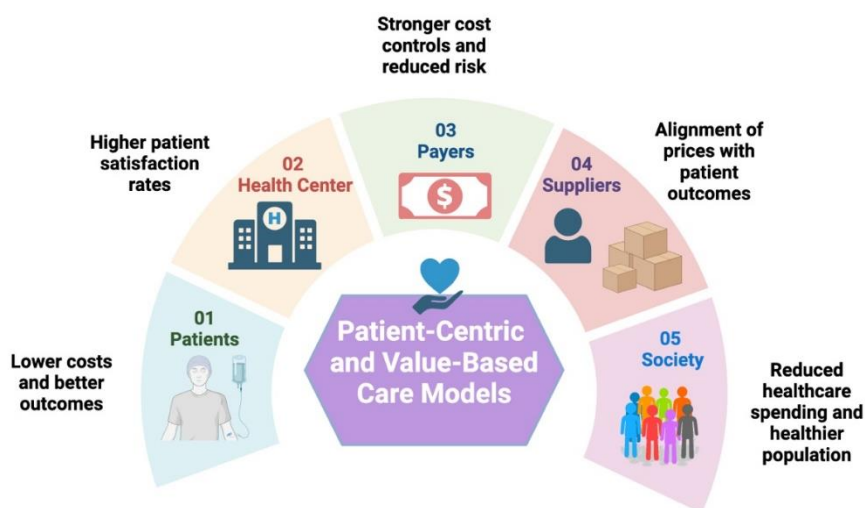 Stronger cost
controls and
reduced risk
Higher patient
satisfaction
rates
03
Payers
Alignment of
prices with
patient
outcomes
02
Health Center
H
$
04
Suppliers
01
Patients
Lower costs
and better
outcomes
Patient-Centric
and Value-Based
Care Models
05
Society
Reduced
healthcare
spending and
healthier
population